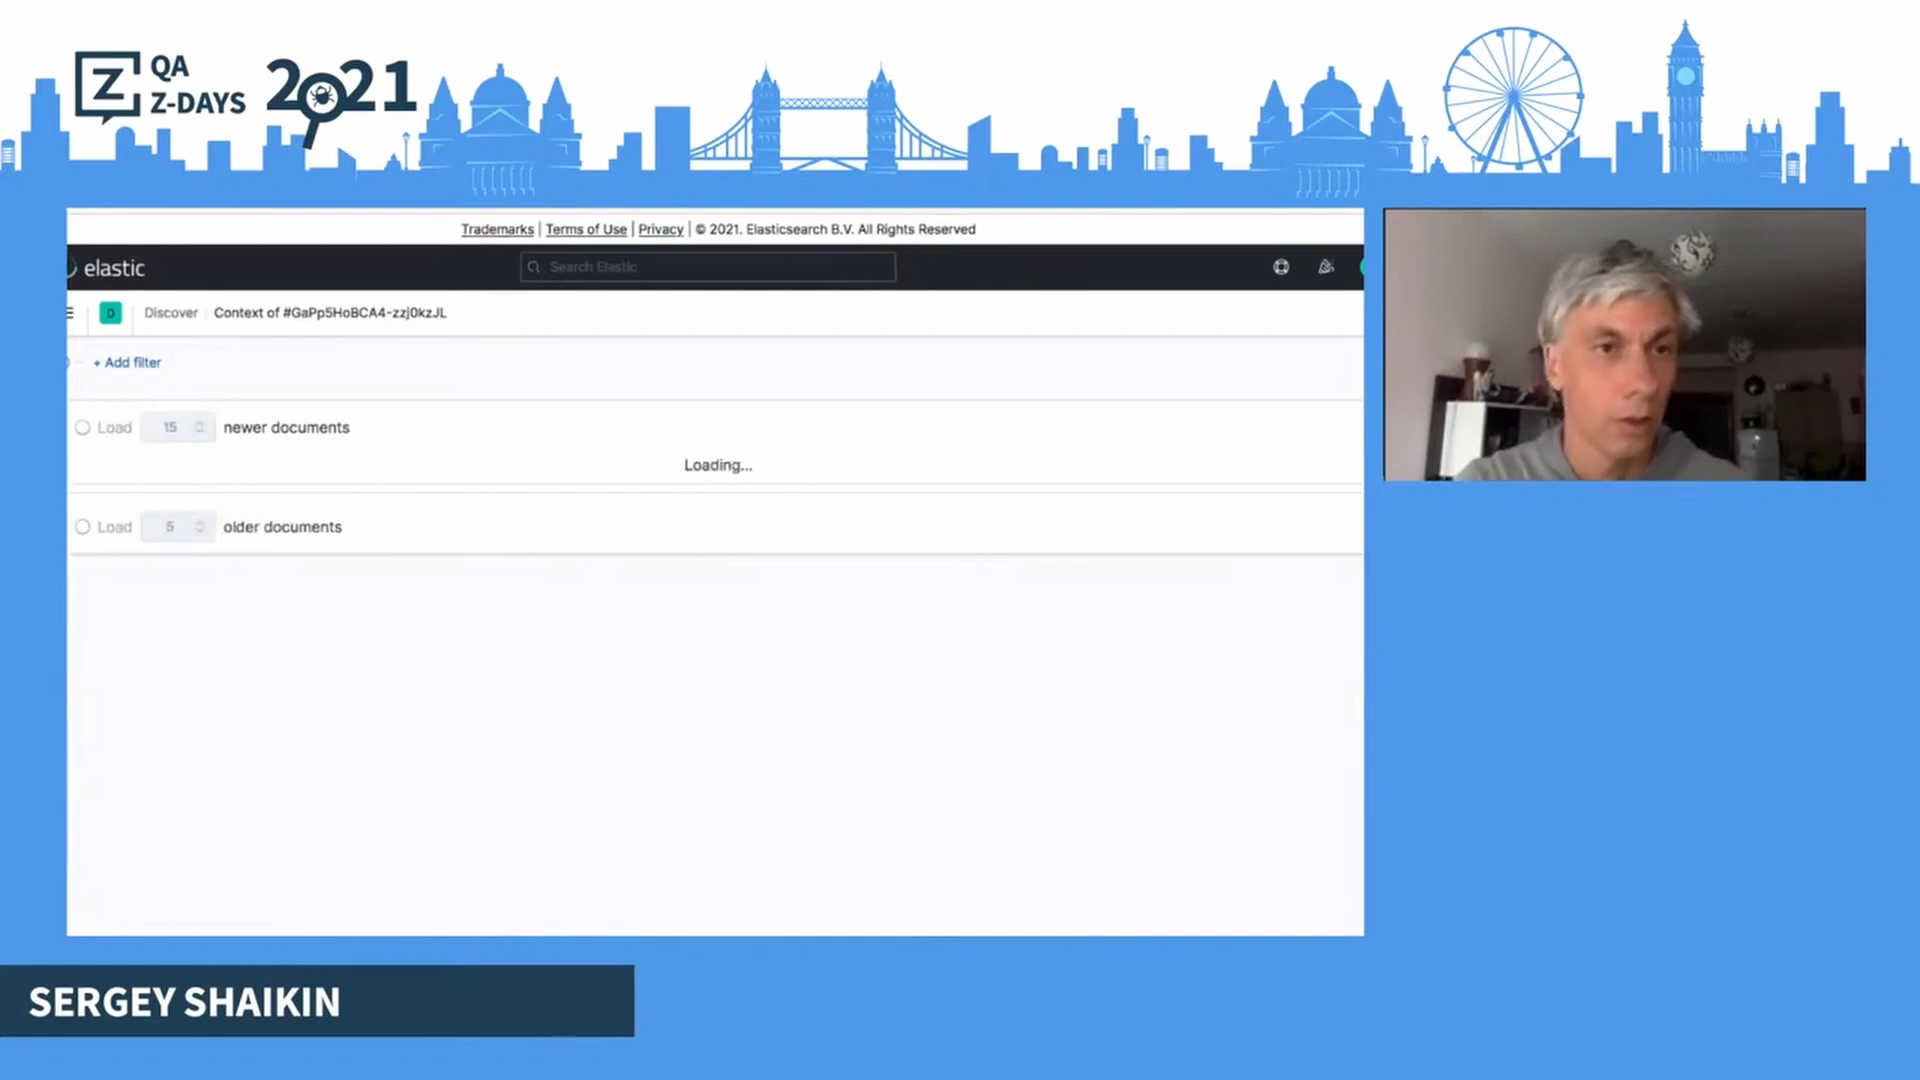 QA
Z-DAYS
2021
Trademarks | Terms of Use | Privacy | © 2021. Elasticsearch B.V. All Rights Reserved
elastic
Search Elastic
D Discover Context of #GaPp5HoBCA4-zzj0kzJL
+ Add filter
Load 15 newer documents
Loading...
Load 5 older documents
SERGEY SHAIKIN